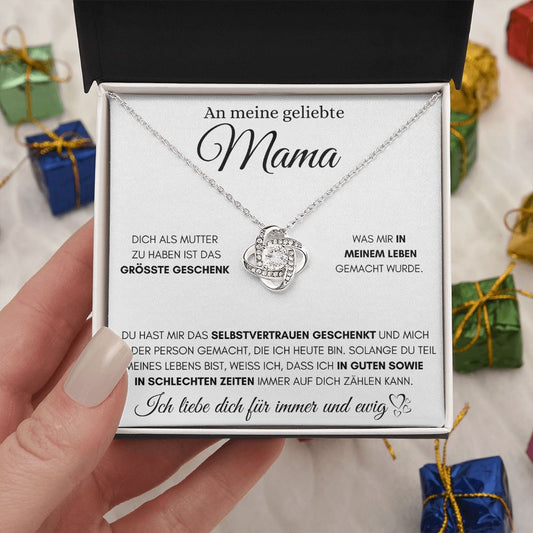 An meine geliebte
Mama
DICH ALS MUTTER
ZU HABEN IST DAS
GRÖSSTE GESCHENK
WAS MIR IN
MEINEM LEBEN
GEMACHT WURDE.
DU HAST MIR DAS SELBSTVERTRAUEN GESCHENKT UND MICH
DER PERSON GEMACHT, DIE ICH HEUTE BIN. SOLANGE DU TEIL
MEINES LEBENS BIST, WEISS ICH, DASS ICH IN GUTEN SOWIE
IN SCHLECHTEN ZEITEN IMMER AUF DICH ZÄHLEN KANN.
Ich liebe dich für immer und ewig